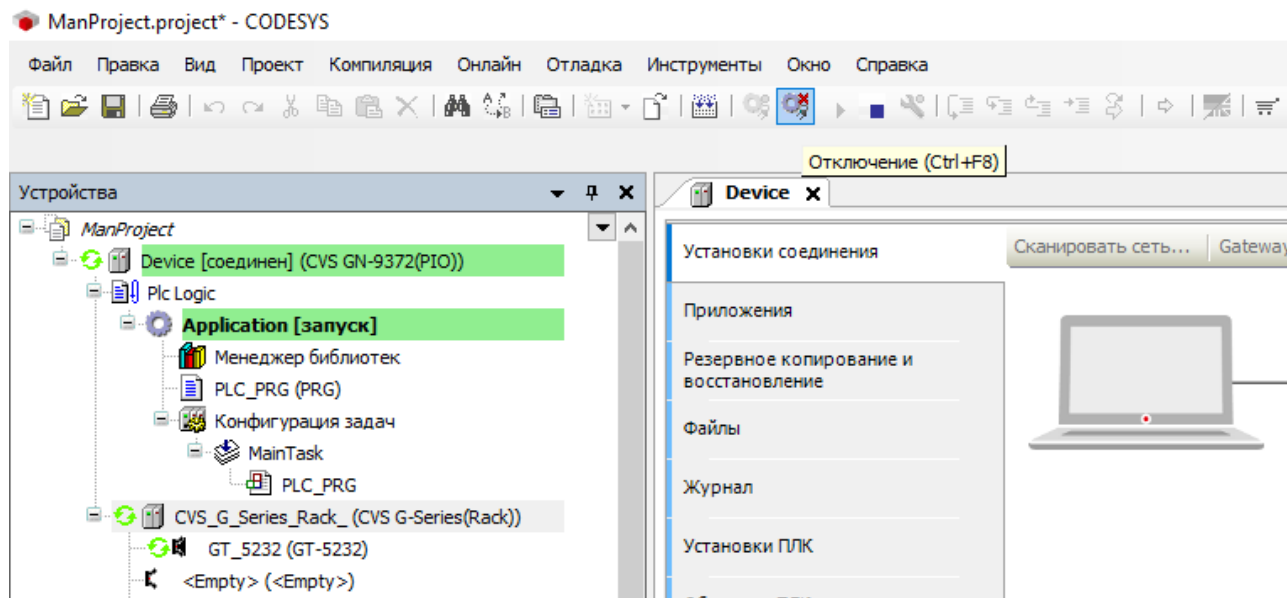 ManProject.project* - CODESYS
Файл Правка Вид Проект Компиляция Онлайн Отладка Инструменты Окно Справка
Отключение (Ctrl+F8)
Устройства
Device
ManProject
Device [соединен] (CVS GN-9372(PIO))
Plc Logic
Application [запуск]
Менеджер библиотек
PLC_PRG (PRG)
Конфигурация задач
MainTask
PLC_PRG
CVS_G_Series_Rack_ (CVS G-Series(Rack))
GT_5232 (GT-5232)
<Empty> (<Empty>)
Установки соединения
Приложения
Резервное копирование и
восстановление
Файлы
Журнал
Установки ПЛК
Сканировать сеть...
Gateway